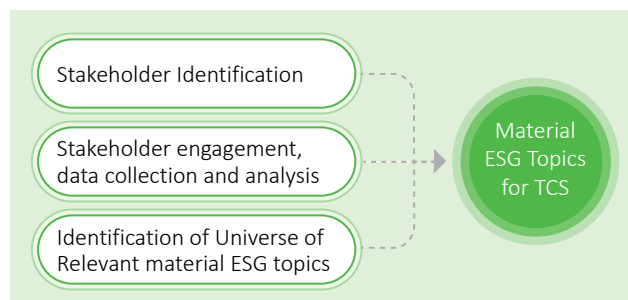 Stakeholder Identification
Stakeholder engagement,
data collection and analysis
Identification of Universe of
Relevant material ESG topics
Material
ESG Topics
for TCS